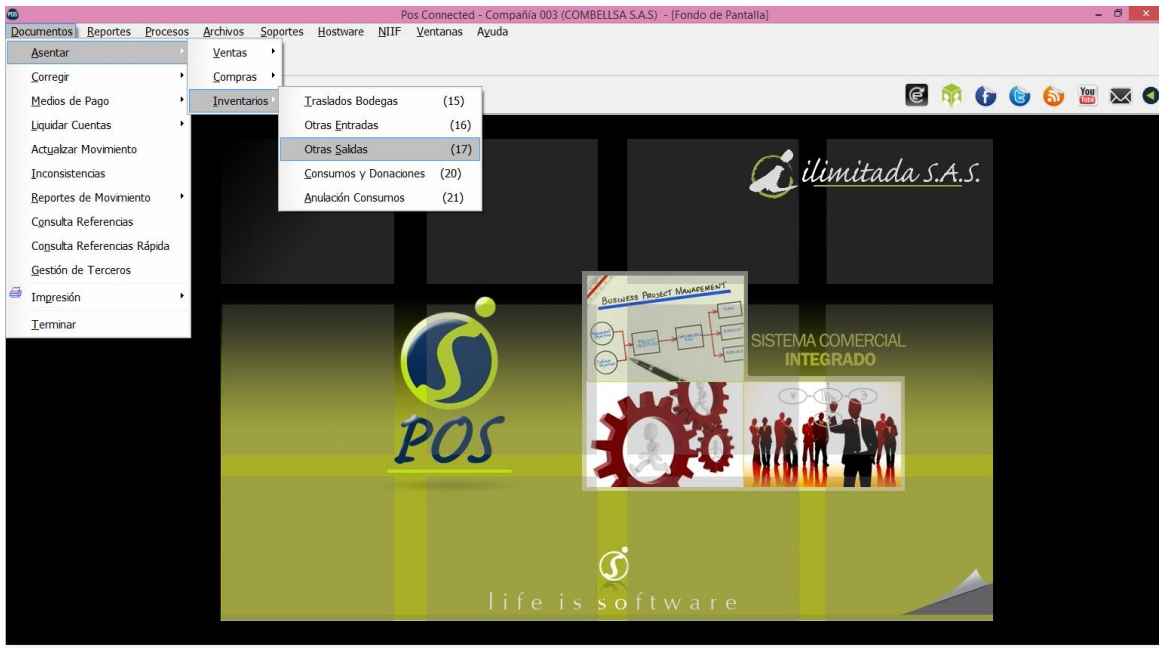 POS
Pos Connected - Compañía 003 (COMBELLSA S.A.S) - [Fondo de Pantalla]
Documentos Reportes Procesos Archivos Soportes Hostware NIIF Ventanas Ayuda
Asentar
Corregir
Medios de Pago
Liquidar Cuentas
Actualizar Movimiento
Inconsistencias
Reportes de Movimiento
Consulta Referencias
Consulta Referencias Rápida
Gestión de Terceros
Impresión
Terminar
Ventas
Compras
Inventarios
Traslados Bodegas (15)
Otras Entradas (16)
Otras Salidas (17)
Consumos y Donaciones (20)
Anulación Consumos (21)
You
Tube
ilimitada S.A.S.
BUSINESS PROJECT MANAGEMENT
SISTEMA COMERCIAL
INTEGRADO
POS
life is software